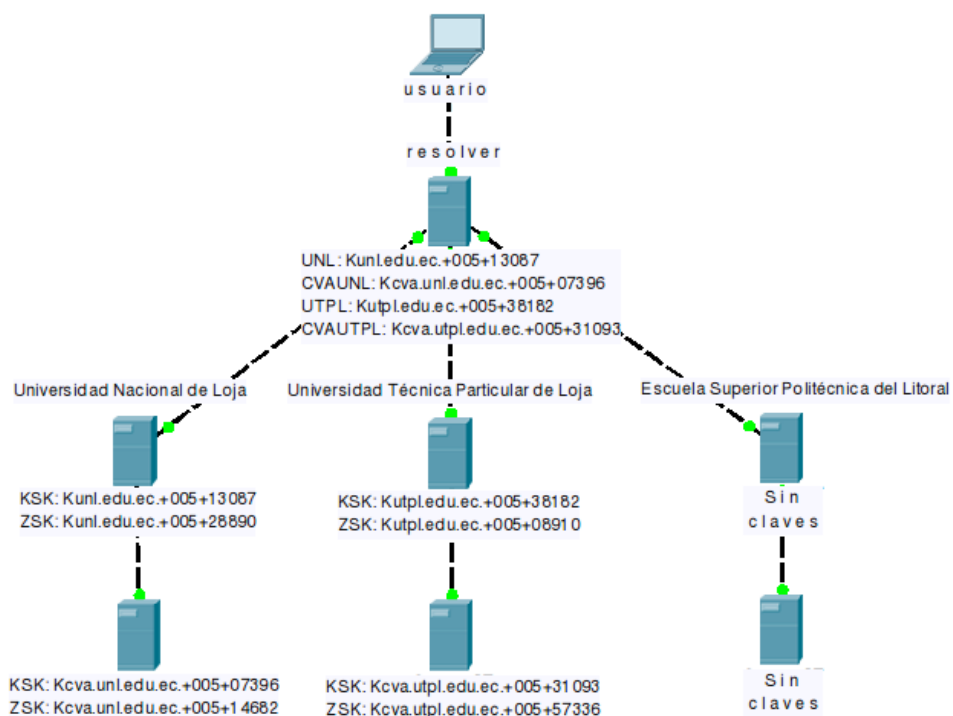 usuario
resolver
UNL: Kunl.edu.ec.+005+13087
CVAUNL: Kcva.unl.edu.ec.+005+07396
UTPL: Kutpl.edu.ec.+005+38182
CVAUTPL: Kcva.utpl.edu.ec.+005+31093
Universidad Nacional de Loja
Universidad Técnica Particular de Loja
Escuela Superior Politécnica del Litoral
KSK: Kunl.edu.ec.+005+13087
ZSK: Kunl.edu.ec.+005+28890
KSK: Kutpl.edu.ec.+005+38182
ZSK: Kutpl.edu.ec.+005+08910
Sin
claves
KSK: Kcva.unl.edu.ec.+005+07396
ZSK: Kcva.unl.edu.ec.+005+14682
KSK: Kcva.utpl.edu.ec.+005+31093
ZSK: Kcva.utpl.edu.ec.+005+57336
Sin
claves